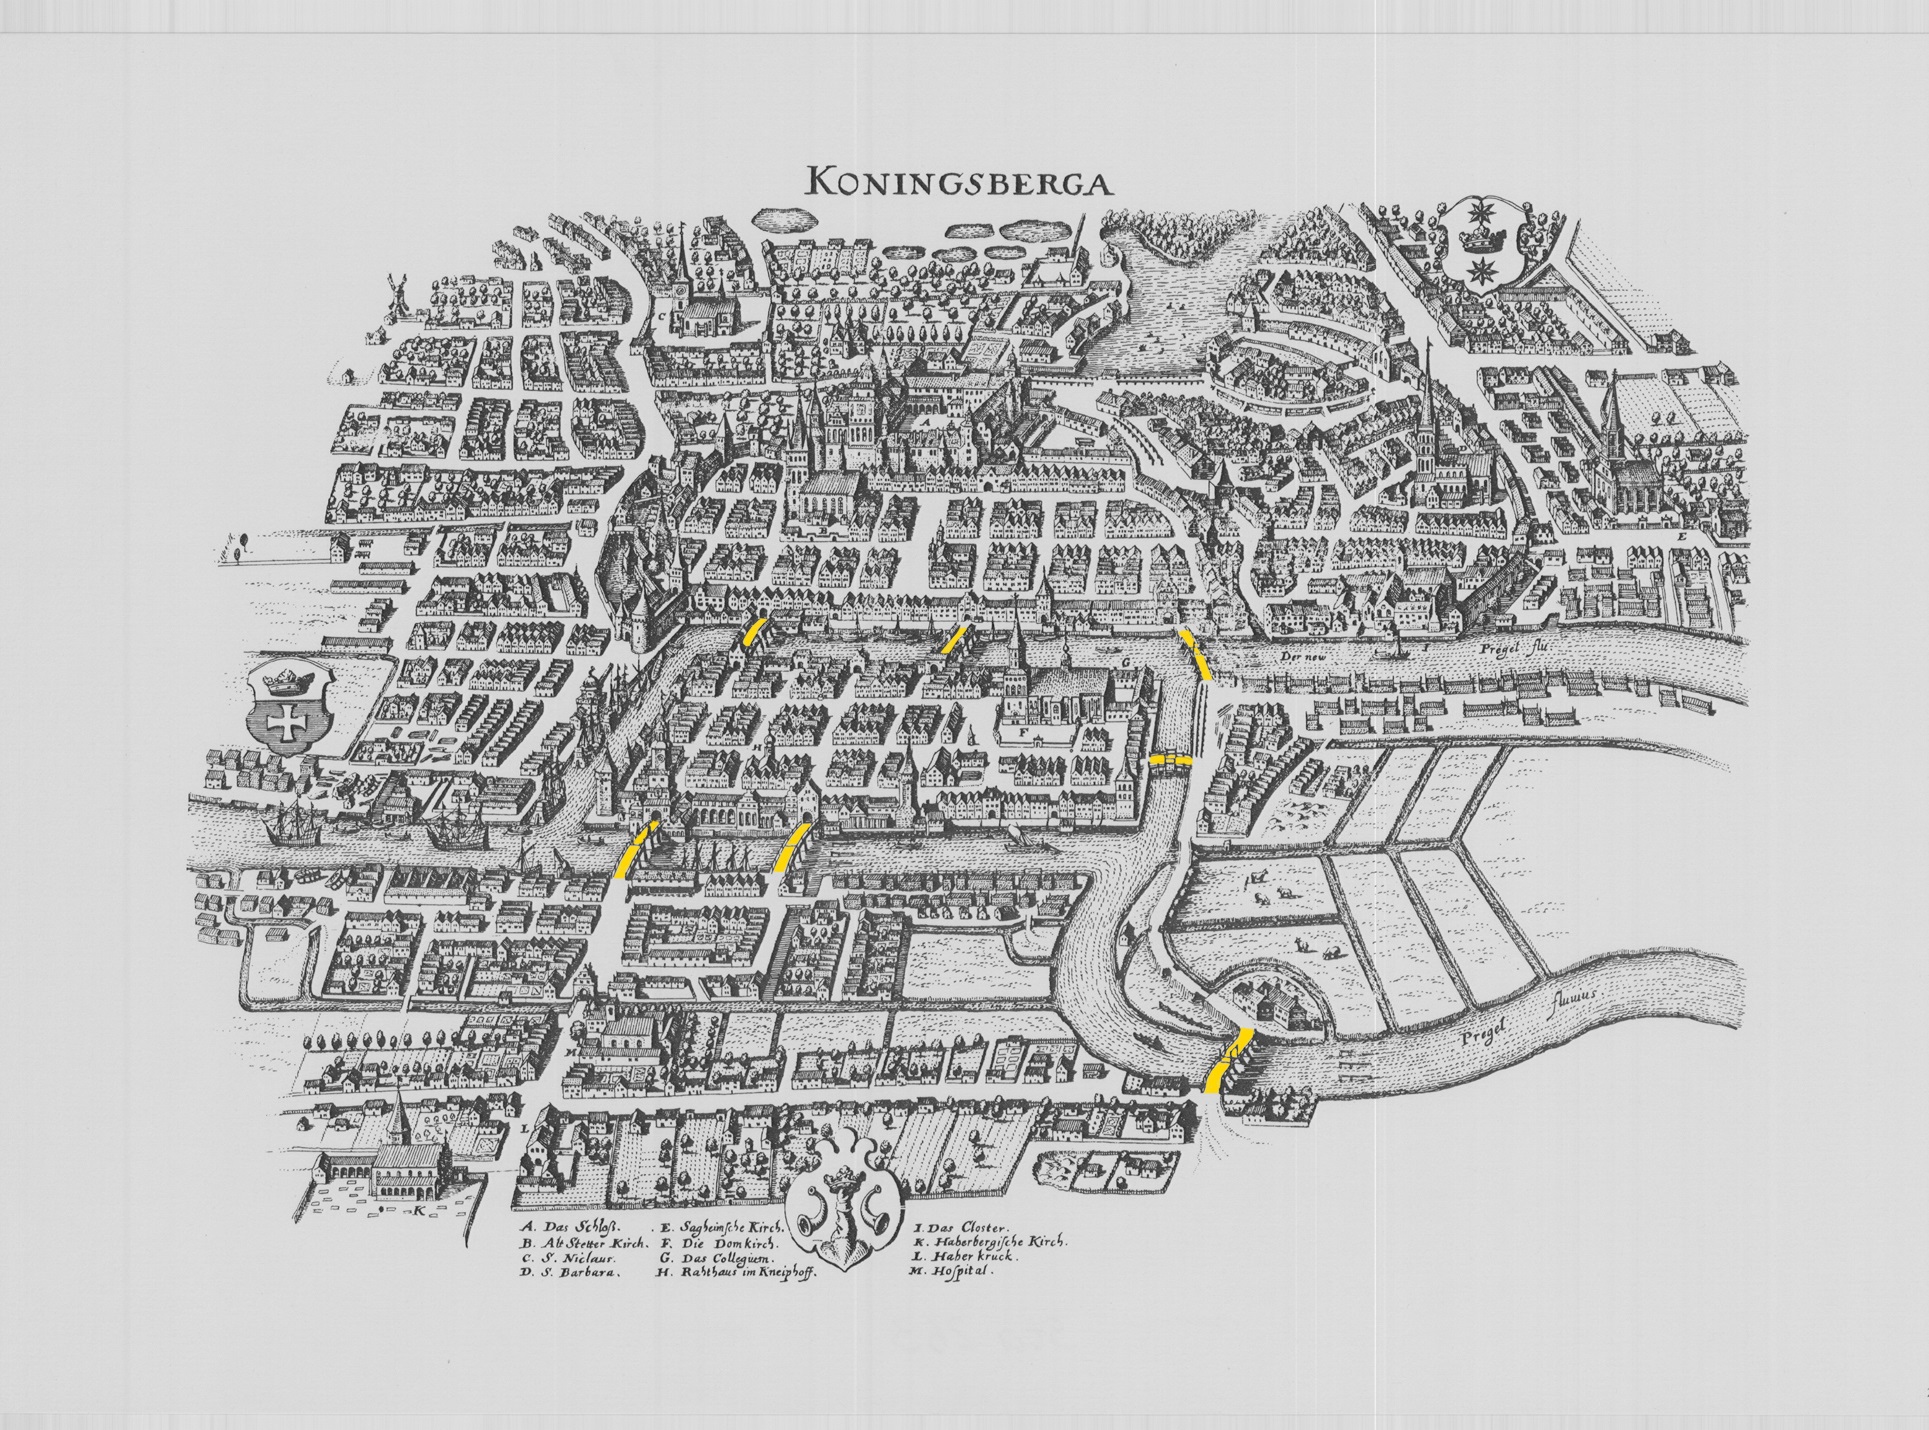 KONINGSBERGA
C
A
E
Der new
I
Pregel flu:
G
F
H
Pregel
fluuius
M
L
K
A. Das Schloß.
B. Alt Stetter Kirch.
C. S. Niclaus.
D. S. Barbara.
E. Sagheimsche Kirch.
F. Die Domkirch.
G. Das Collegium.
H. Rahthaus im Kneiphoff.
I. Das Closter.
K. Haberbergische Kirch.
L. Haber kruck.
M. Hospital.